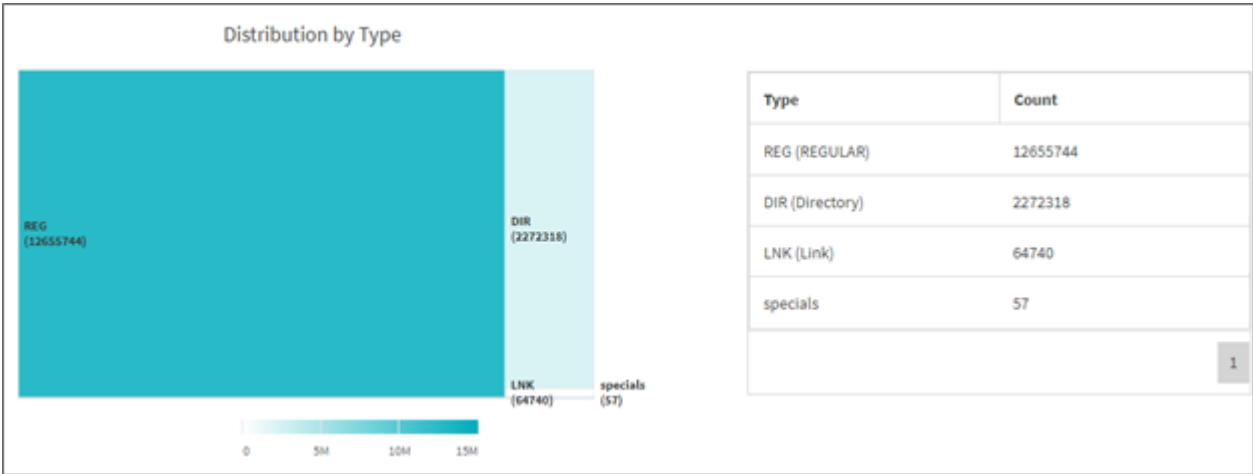 Distribution by Type
REG
(12655744)
DIR
(2272318)
LNK
(64740)
specials
(57)
0 5M 10M 15M
Type Count
REG (REGULAR) 12655744
DIR (Directory) 2272318
LNK (Link) 64740
specials 57
1